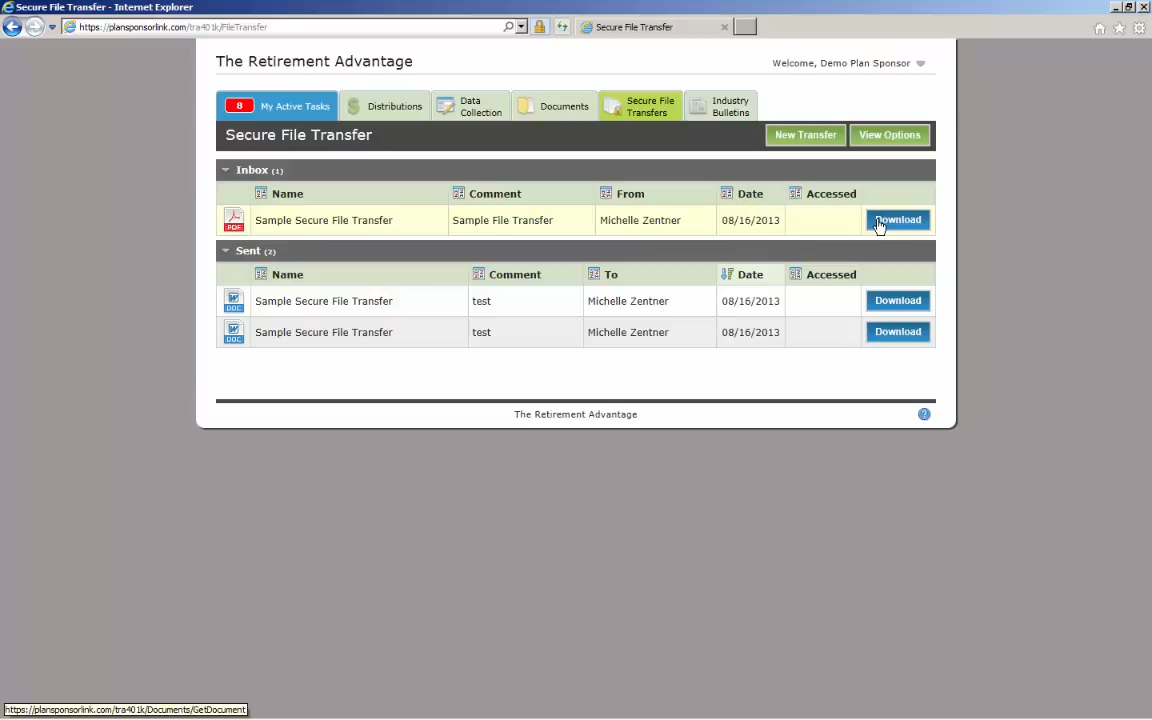 Secure File Transfer - Internet Explorer
https://plansponsorlink.com/tra401k/FileTransfer
Secure File Transfer
The Retirement Advantage
Welcome, Demo Plan Sponsor
8 My Active Tasks
Distributions
Data
Collection
Documents
Secure File
Transfers
Industry
Bulletins
Secure File Transfer
New Transfer
View Options
Inbox (1)
Name Comment From Date Accessed
PDF Sample Secure File Transfer Sample File Transfer Michelle Zentner 08/16/2013 Download
Sent (2)
Name Comment To Date Accessed
DOC Sample Secure File Transfer test Michelle Zentner 08/16/2013 Download
DOC Sample Secure File Transfer test Michelle Zentner 08/16/2013 Download
The Retirement Advantage
https://plansponsorlink.com/tra401k/Documents/GetDocument